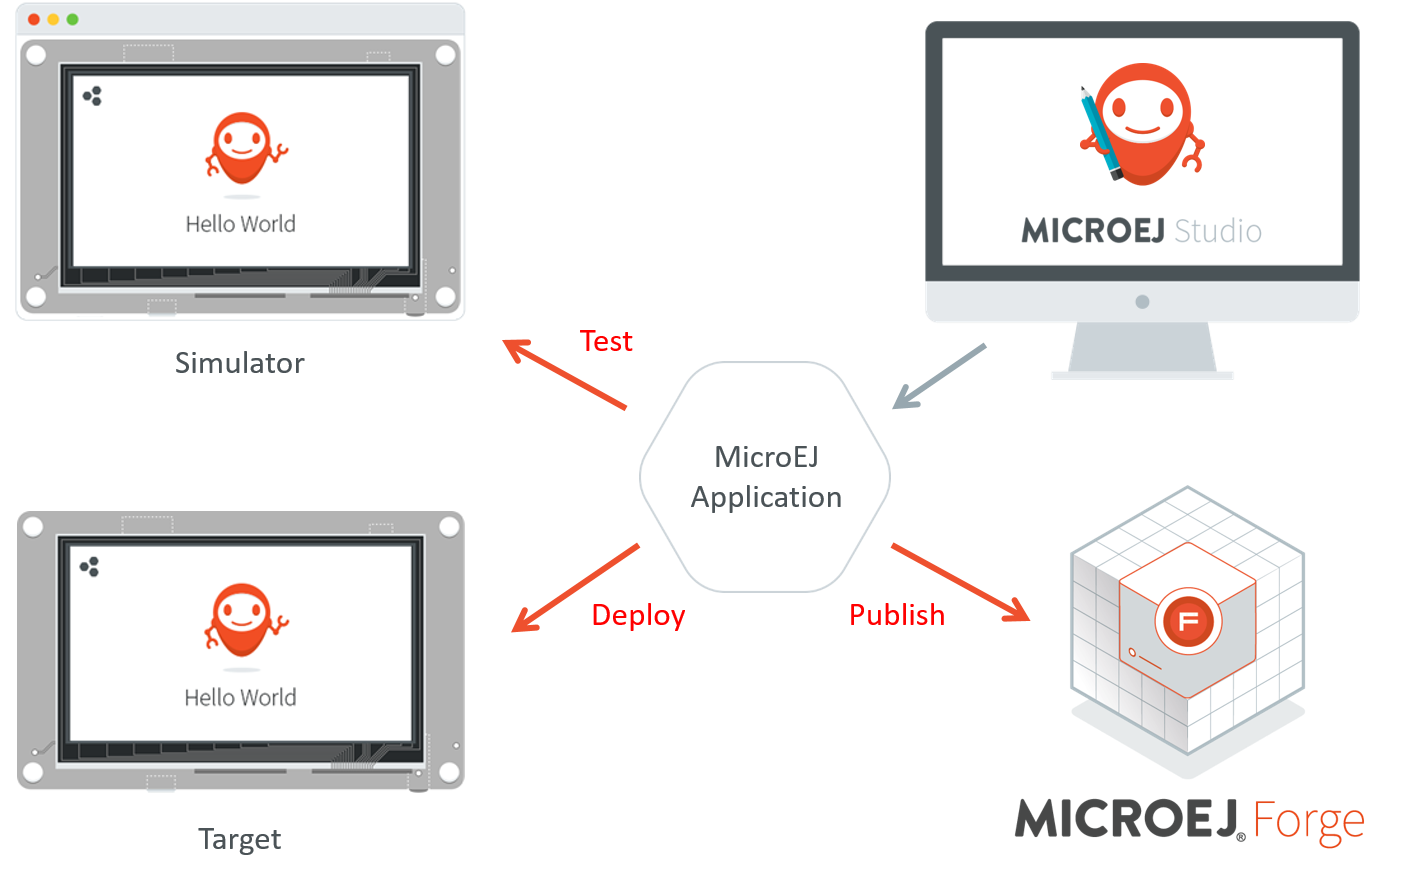 Hello World
Simulator
MICROEJ Studio
Test
MicroEJ
Application
Deploy
Publish
Hello World
Target
F
MICROEJ® Forge